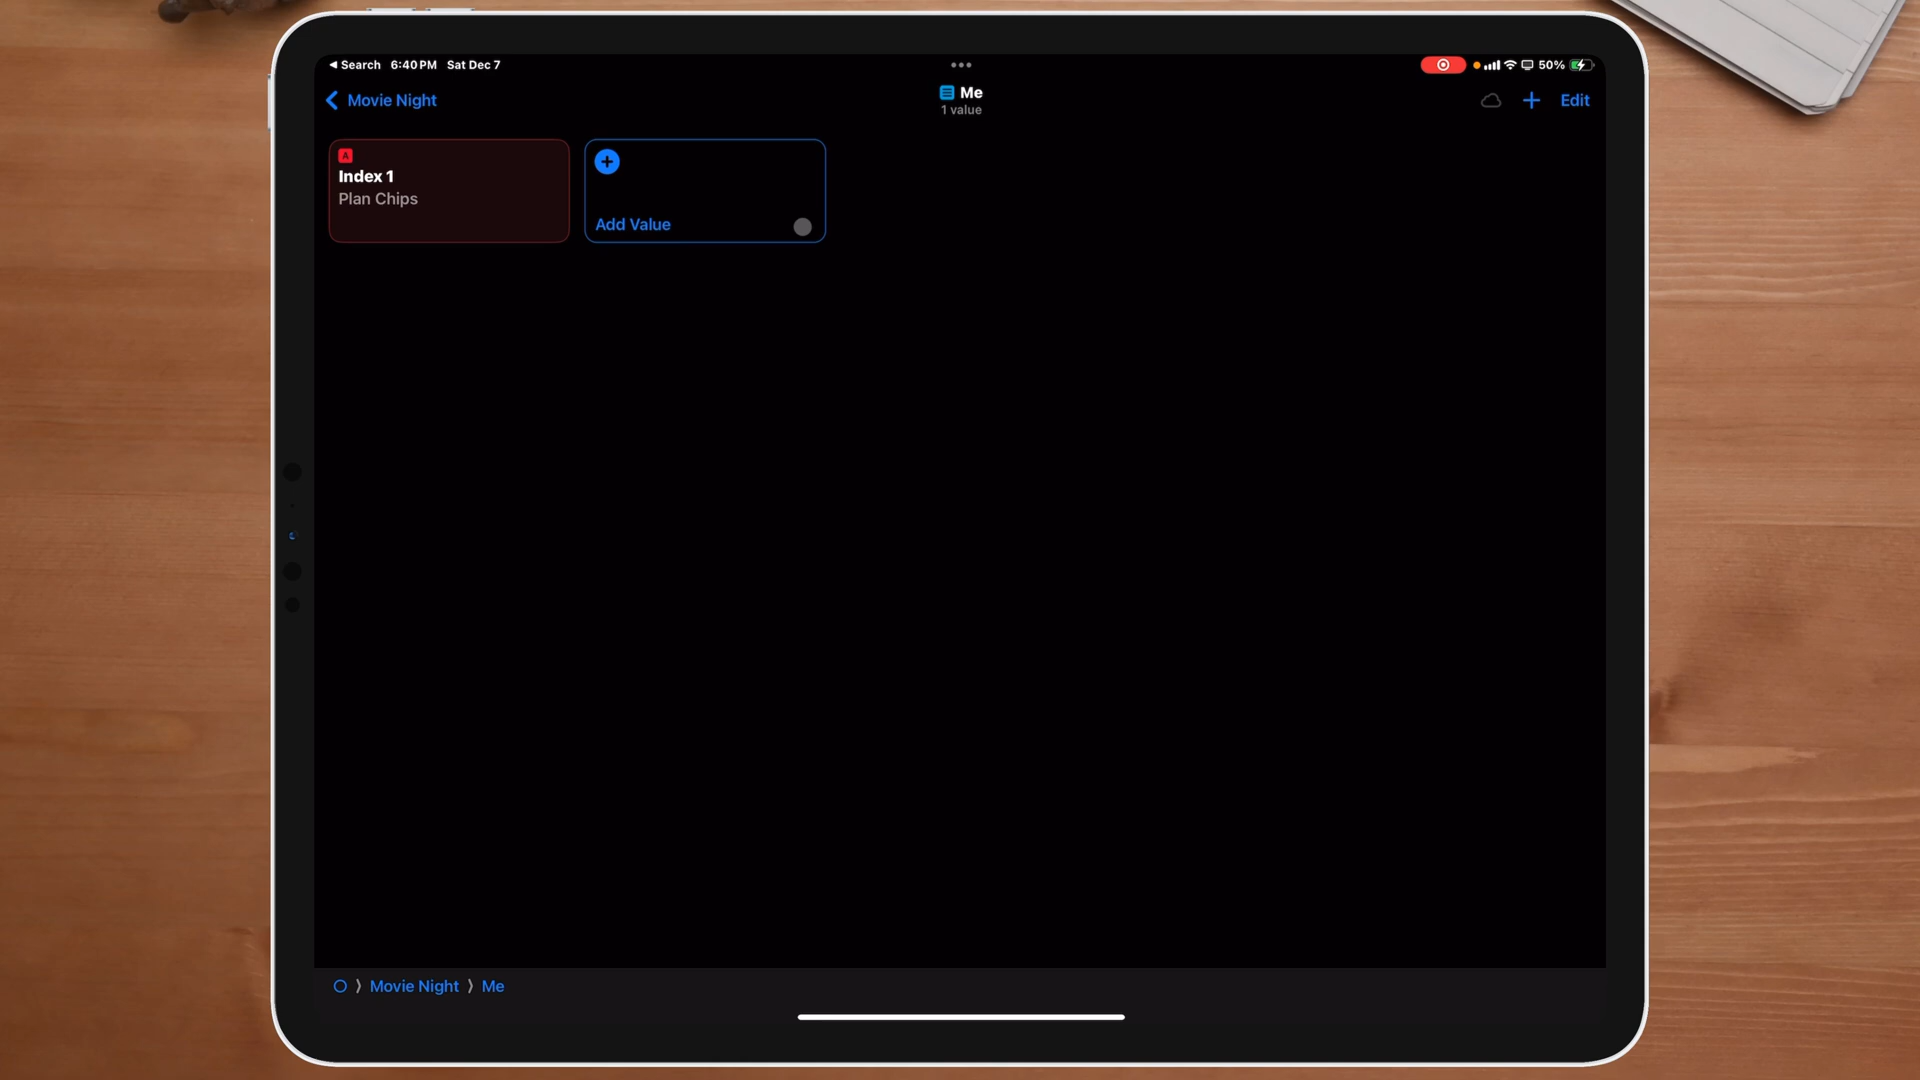 Search 6:40 PM Sat Dec 7
50%
Movie Night
Me
1 value
Edit
A
Index 1
Plan Chips
Add Value
Movie Night ⟩ Me